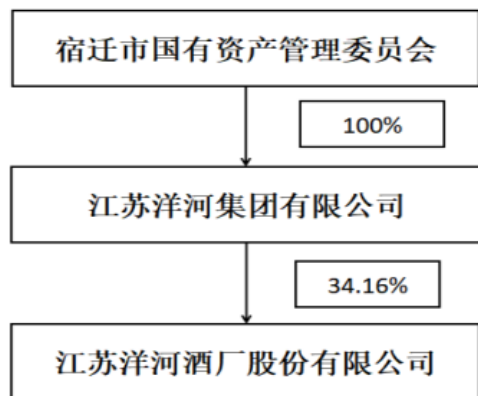 宿迁市国有资产管理委员会
100%
江苏洋河集团有限公司
34.16%
江苏洋河酒厂股份有限公司